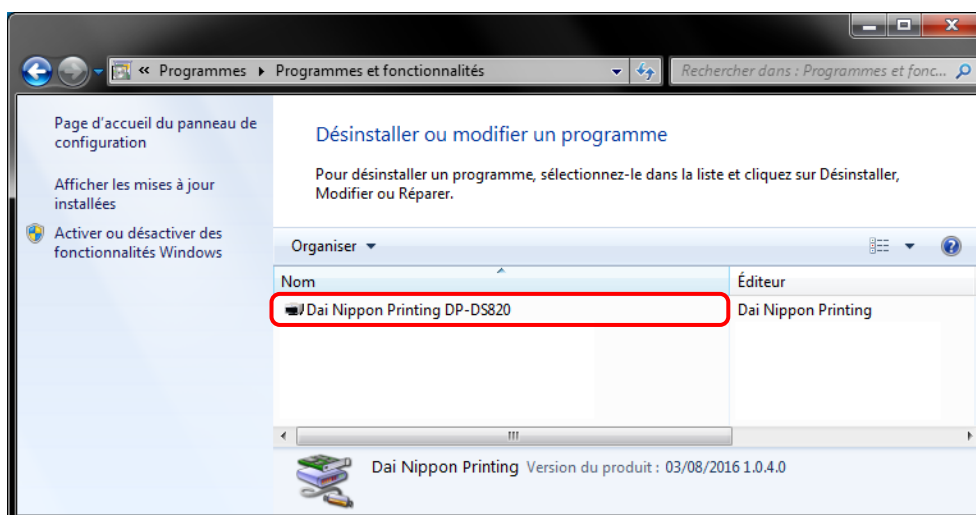 « Programmes ▸ Programmes et fonctionnalités
Rechercher dans : Programmes et fonc...
Page d'accueil du panneau de
configuration
Afficher les mises à jour
installées
Activer ou désactiver des
fonctionnalités Windows
Désinstaller ou modifier un programme
Pour désinstaller un programme, sélectionnez-le dans la liste et cliquez sur Désinstaller,
Modifier ou Réparer.
Organiser
Nom Éditeur
Dai Nippon Printing DP-DS820 Dai Nippon Printing
Dai Nippon Printing Version du produit : 03/08/2016 1.0.4.0